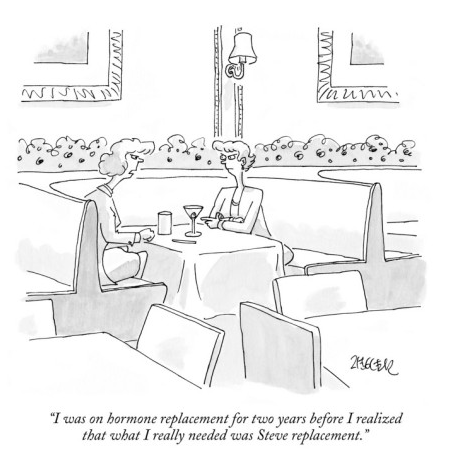 ZIEGLER
“I was on hormone replacement for two years before I realized
that what I really needed was Steve replacement.”